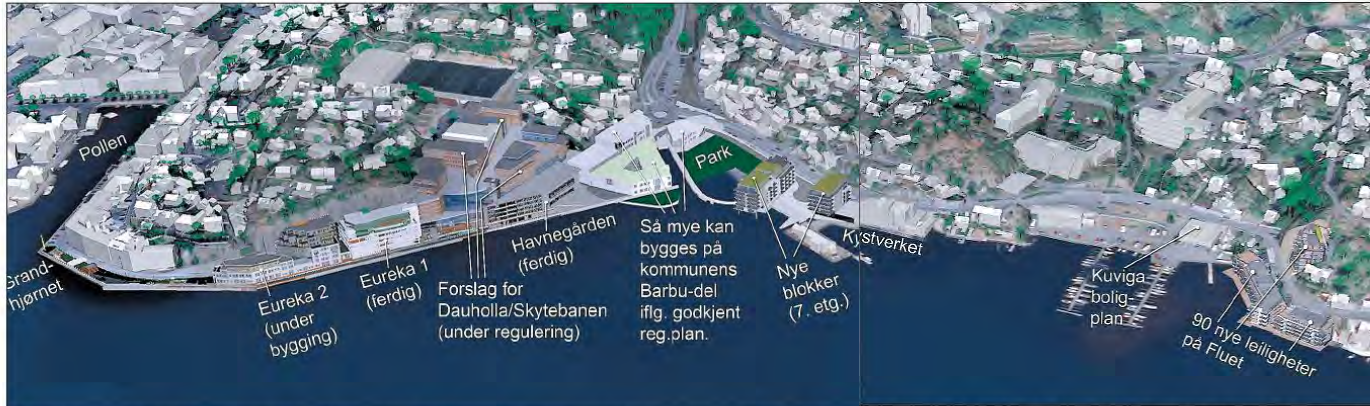 Pollen
Grand-
hjørnet
Eureka 2
(under
bygging)
Eureka 1
(ferdig)
Forslag for
Dauholla/Skytebanen
(under regulering)
Havnegården
(ferdig)
Så mye kan
bygges på
kommunens
Barbu-del
iflg. godkjent
reg.plan.
Park
Nye
blokker
(7. etg.)
Kystverket
Kuviga
bolig-
plan
90 nye leiligheter
på Fluet